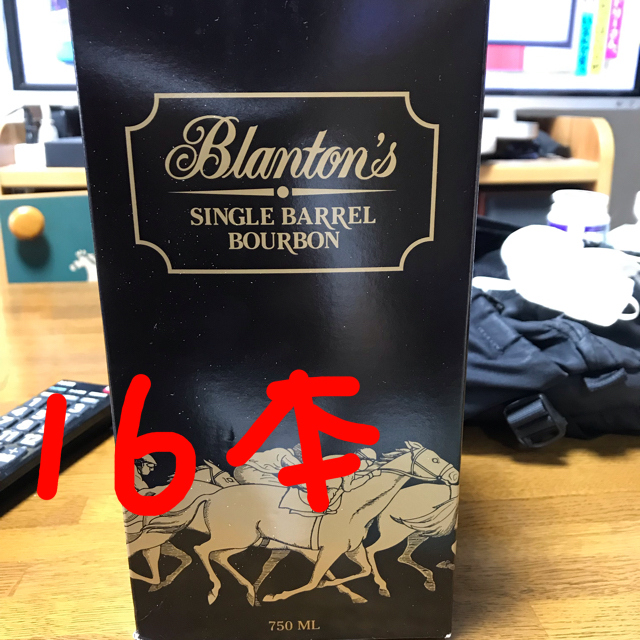 Blanton's
SINGLE BARREL
BOURBON
16本
750 ML